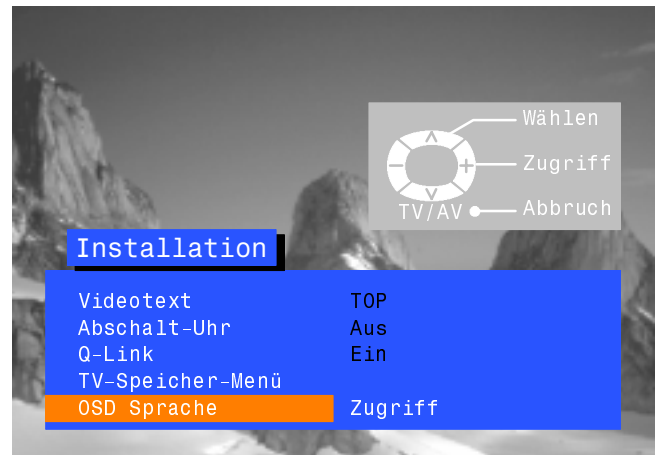 Wählen
Zugriff
TV/AV Abbruch
Installation
Videotext TOP
Abschalt-Uhr Aus
Q-Link Ein
TV-Speicher-Menü
OSD Sprache Zugriff